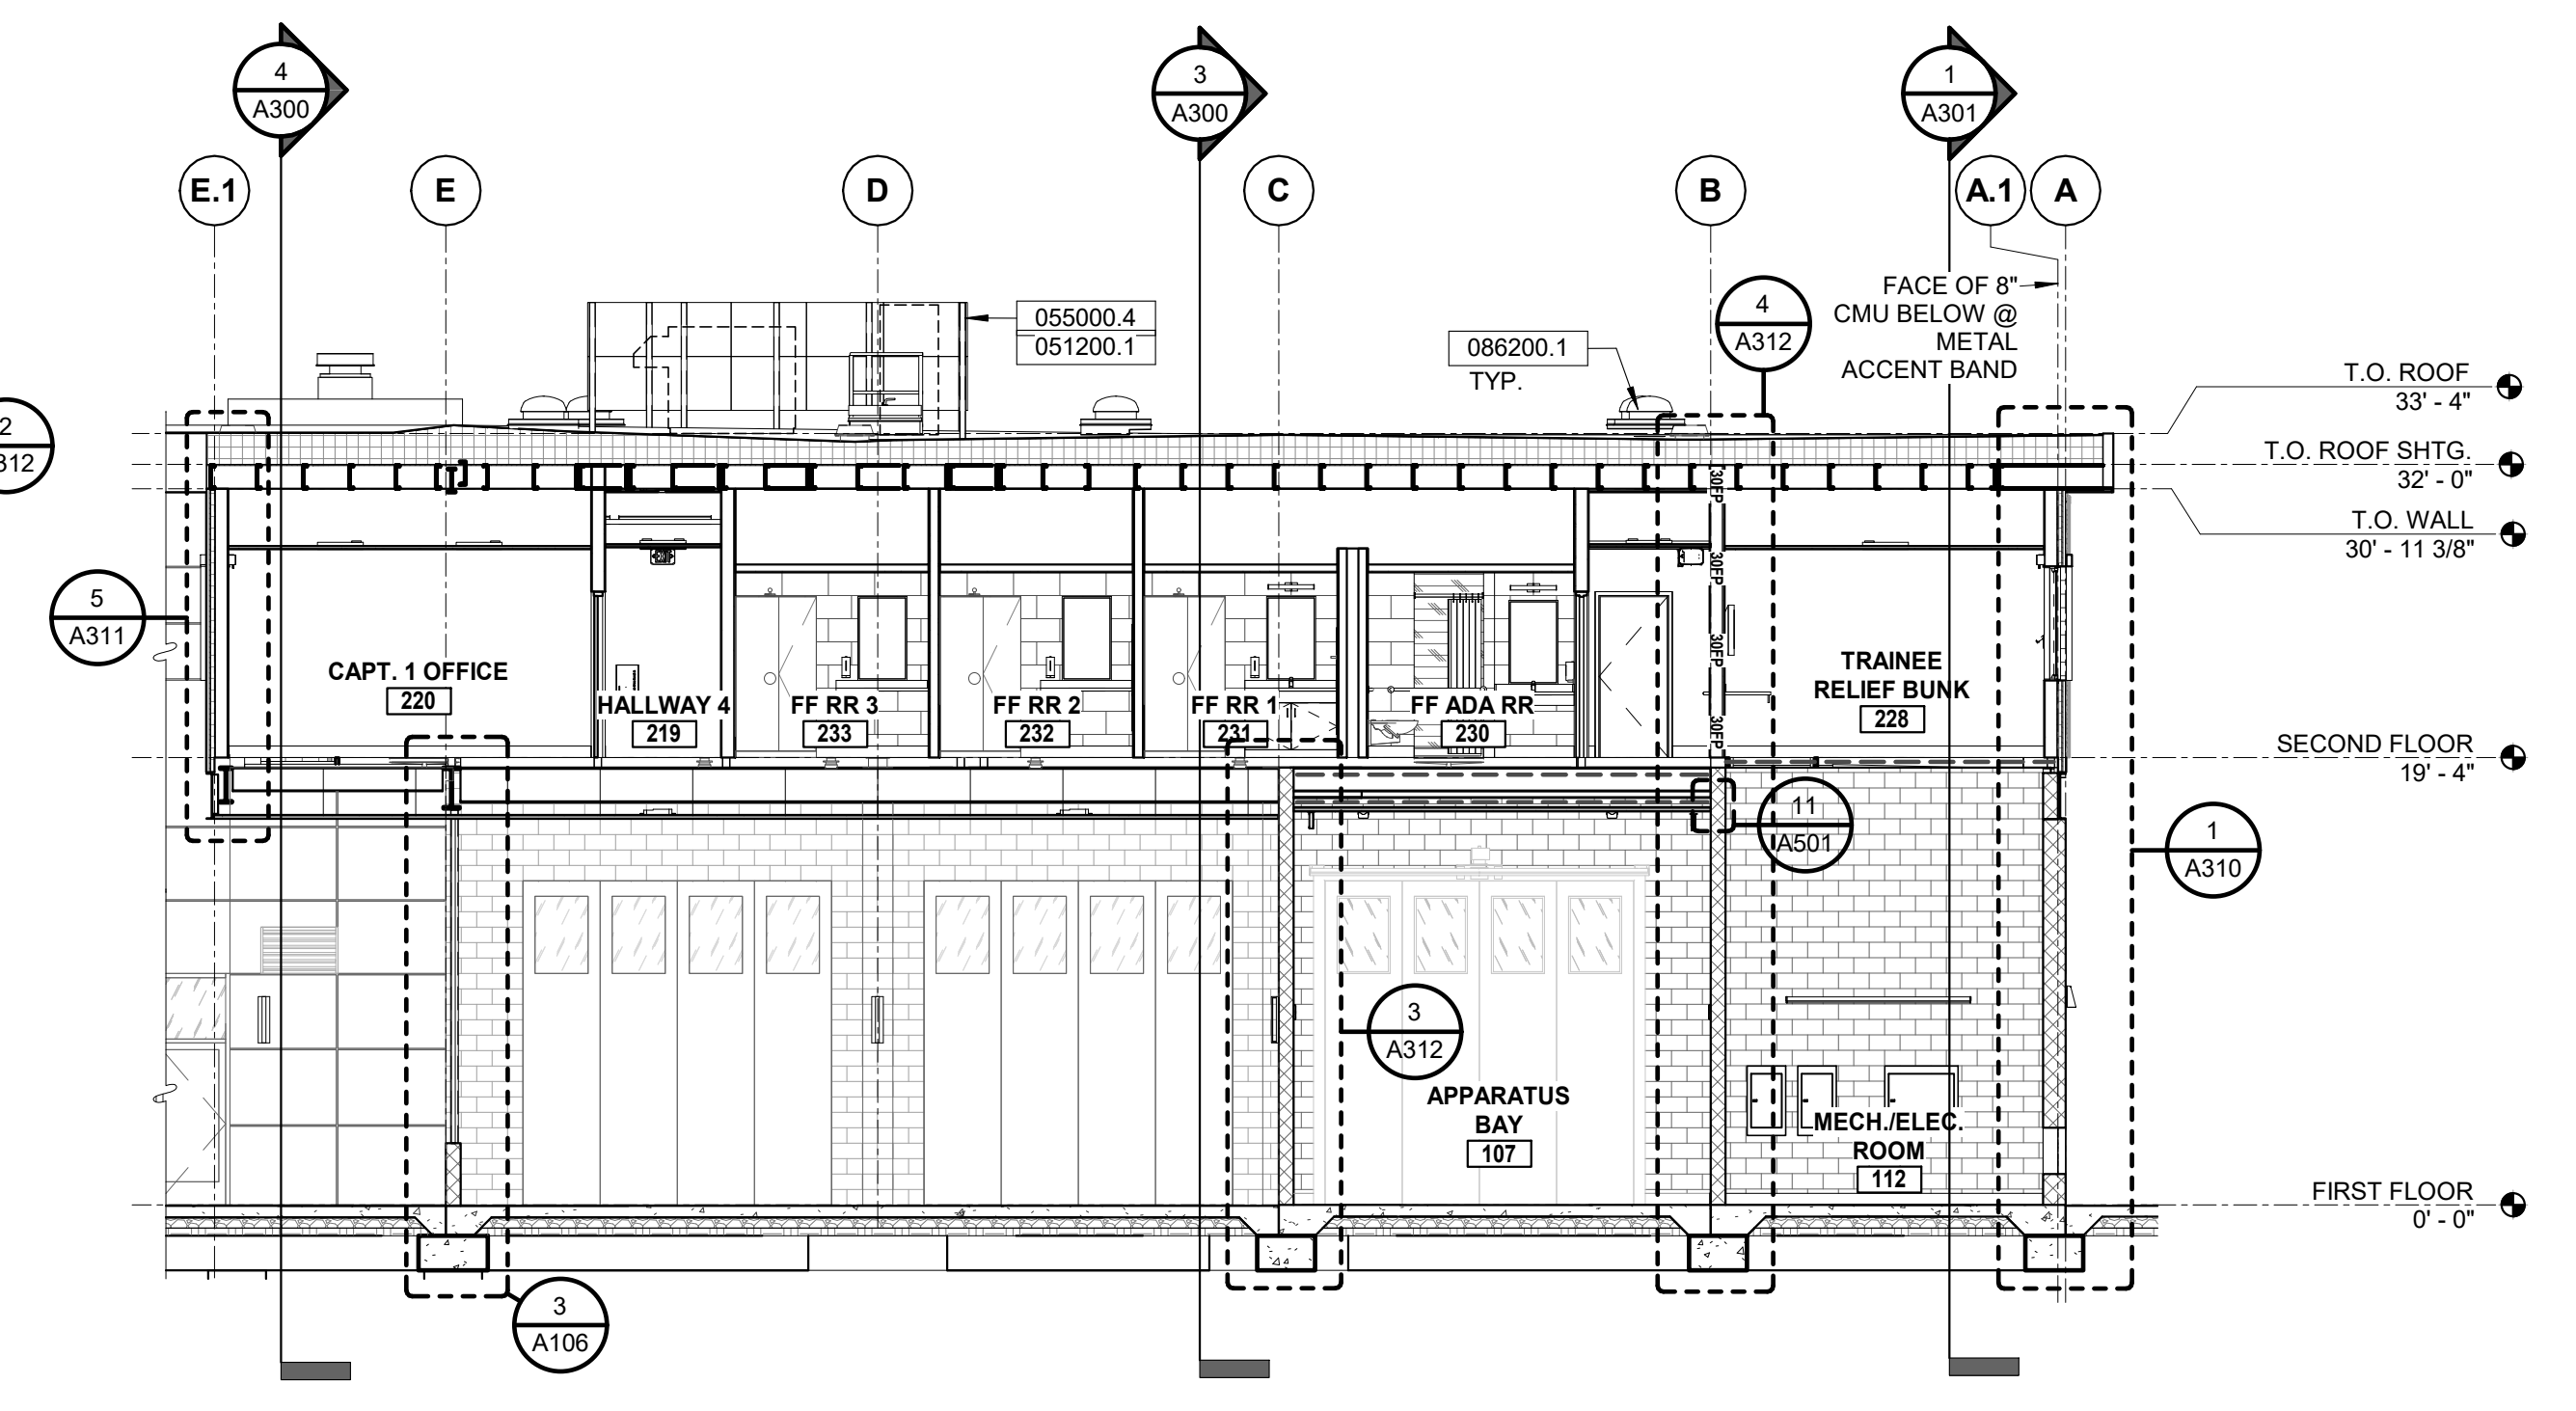 4
A300
3
A300
1
A301
E.1
E
D
C
B
A.1
A
FACE OF 8"
CMU BELOW @
METAL
ACCENT BAND
055000.4
051200.1
086200.1
TYP.
4
A312
T.O. ROOF
33' - 4"
2
312
T.O. ROOF SHTG.
32' - 0"
T.O. WALL
30' - 11 3/8"
5
A311
30FP
30FP
30FP
30FP
CAPT. 1 OFFICE
220
HALLWAY 4
219
FF RR 3
233
FF RR 2
232
FF RR 1
231
FF ADA RR
230
TRAINEE
RELIEF BUNK
228
SECOND FLOOR
19' - 4"
11
A501
1
A310
3
A312
APPARATUS
BAY
107
MECH./ELEC.
ROOM
112
FIRST FLOOR
0' - 0"
3
A106